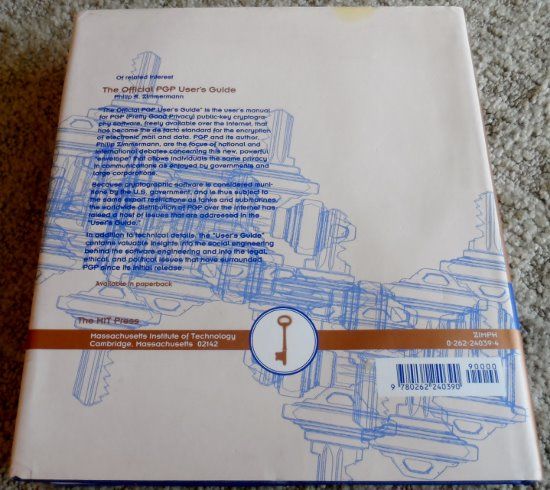 Of related interest
The Official PGP User's Guide
Philip R. Zimmermann
"The Official PGP User's Guide" is the user's manual
for PGP (Pretty Good Privacy) public-key cryptogra-
phy software, freely available over the Internet, that
has become the de facto standard for the encryption
of electronic mail and data. PGP and its author,
Philip Zimmermann, are the focus of national and
international debates concerning this new, powerful
"envelope" that allows individuals the same privacy
in communications as enjoyed by governments and
large corporations.
Because cryptographic software is considered muni-
tions by the U.S. government, and is thus subject to
the same export restrictions as tanks and submarines,
the worldwide distribution of PGP over the Internet has
raised a host of issues that are addressed in the
"User's Guide."
In addition to technical details, the "User's Guide"
contains valuable insights into the social engineering
behind the software engineering and into the legal,
ethical, and political issues that have surrounded
PGP since its initial release.
Available in paperback
The MIT Press
Massachusetts Institute of Technology
Cambridge, Massachusetts 02142
ZIMPH
0-262-24039-4
90000
9 780262 240390